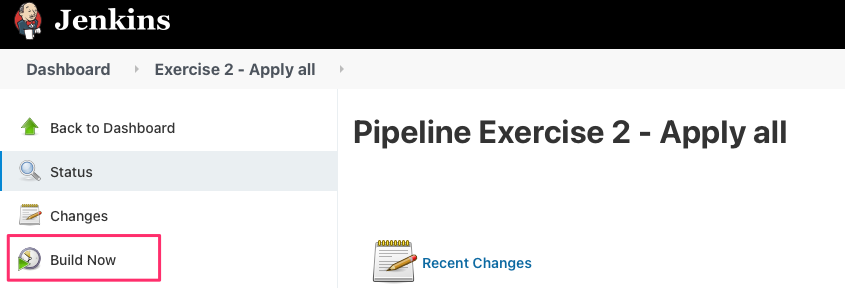 Jenkins
Dashboard
Exercise 2 - Apply all
Back to Dashboard
Status
Changes
Build Now
Pipeline Exercise 2 - Apply all
Recent Changes